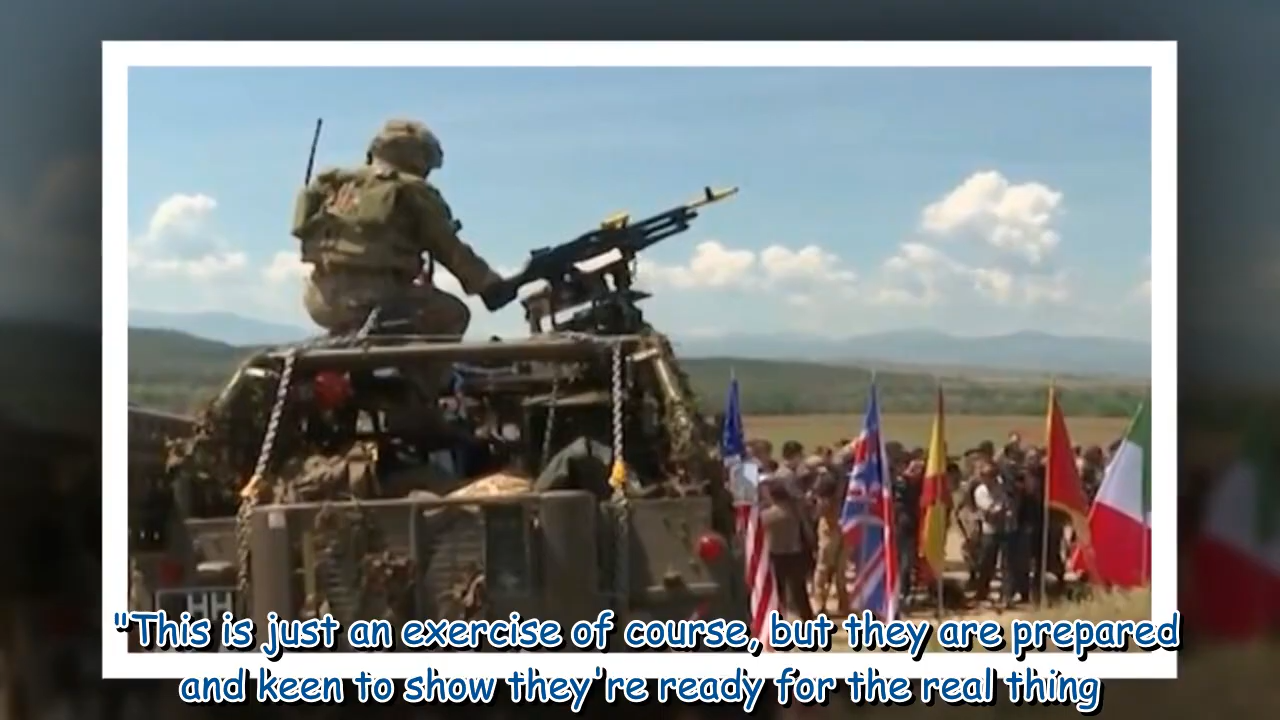 "This is just an exercise of course, but they are prepared
and keen to show they're ready for the real thing